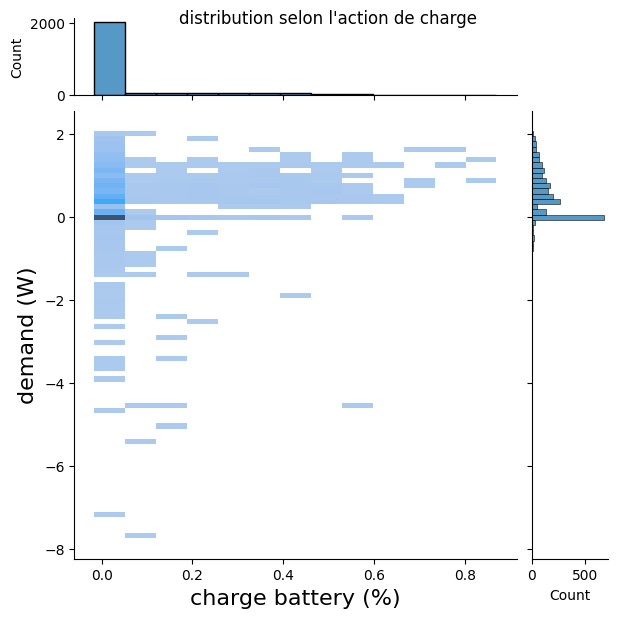 distribution selon l'action de charge
2000
Count
0
2
0
−2
−4
−6
−8
demand (W)
0.0 0.2 0.4 0.6 0.8
charge battery (%)
0 500
Count